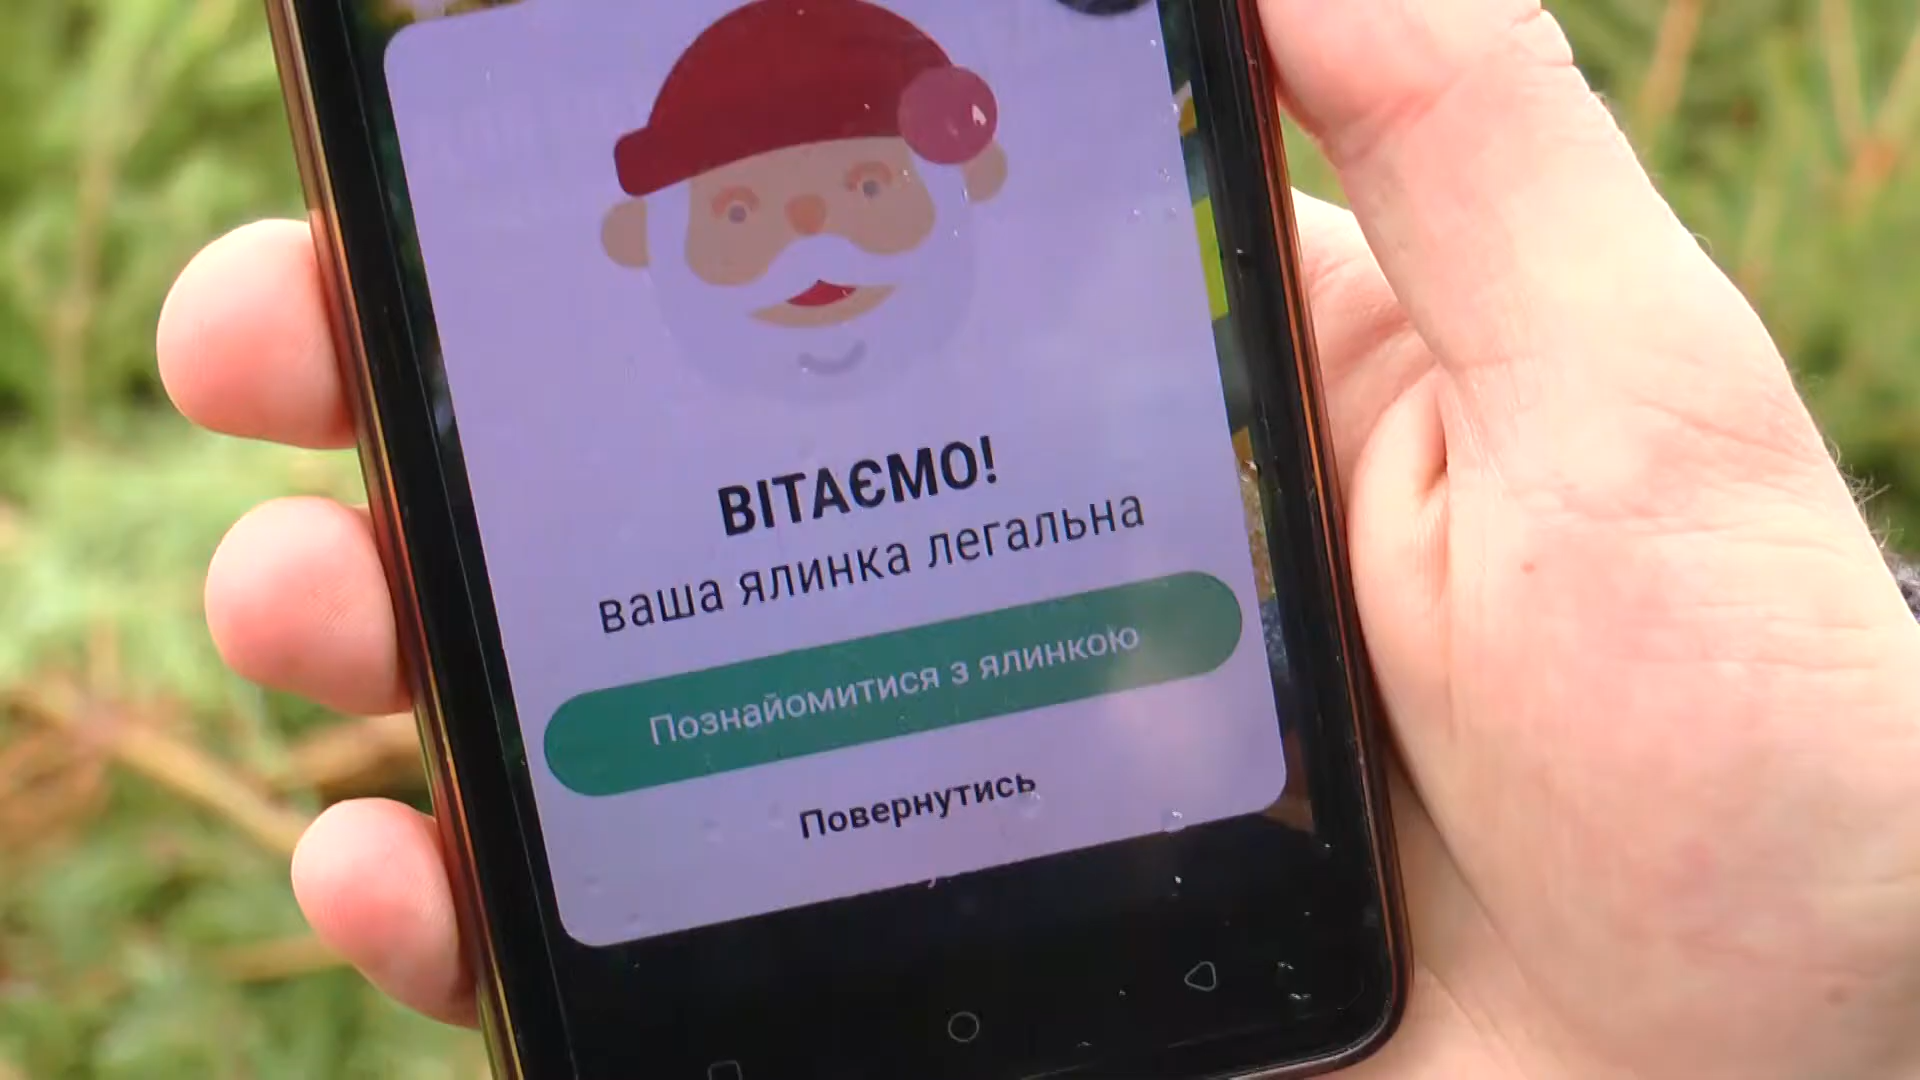 ВІТАЄМО!
ваша ялинка легальна
Познайомитися з ялинкою
Повернутись